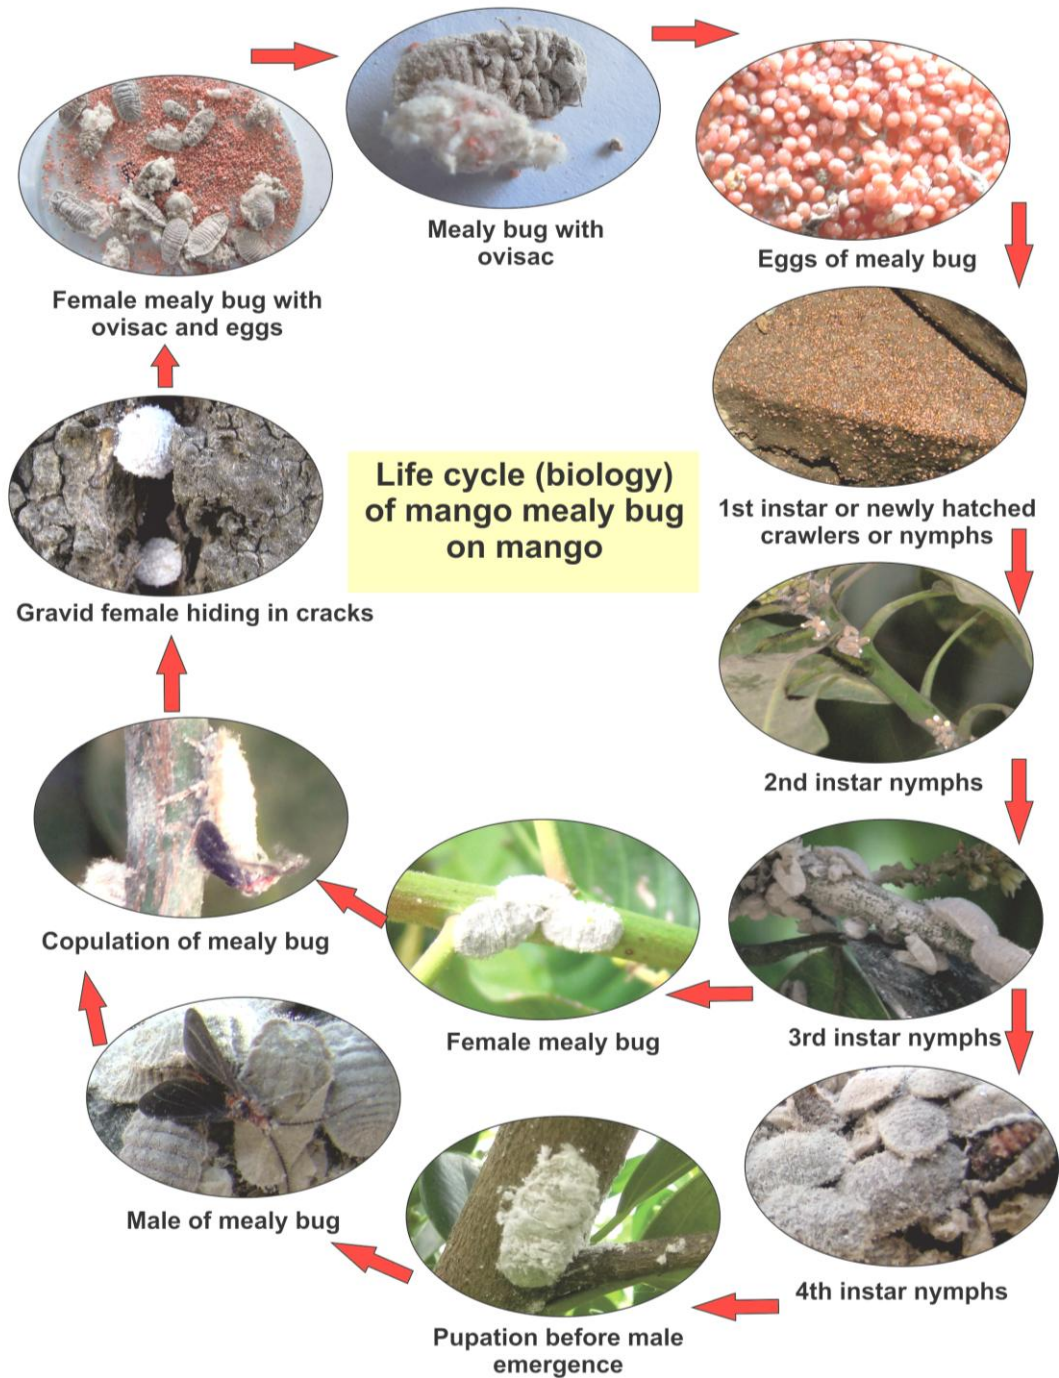 Mealy bug with
ovisac
Eggs of mealy bug
Female mealy bug with
ovisac and eggs
Life cycle (biology)
of mango mealy bug
on mango
1st instar or newly hatched
crawlers or nymphs
Gravid female hiding in cracks
2nd instar nymphs
Copulation of mealy bug
Female mealy bug
3rd instar nymphs
Male of mealy bug
4th instar nymphs
Pupation before male
emergence